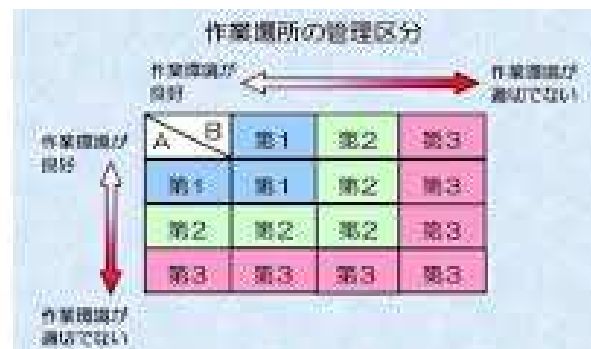 作業場所の管理区分
作業環境が
良好
作業環境が
適切でない
作業環境が
良好
A B 第1 第2 第3
第1 第1 第2 第3
第2 第2 第2 第3
第3 第3 第3 第3
作業環境が
適切でない